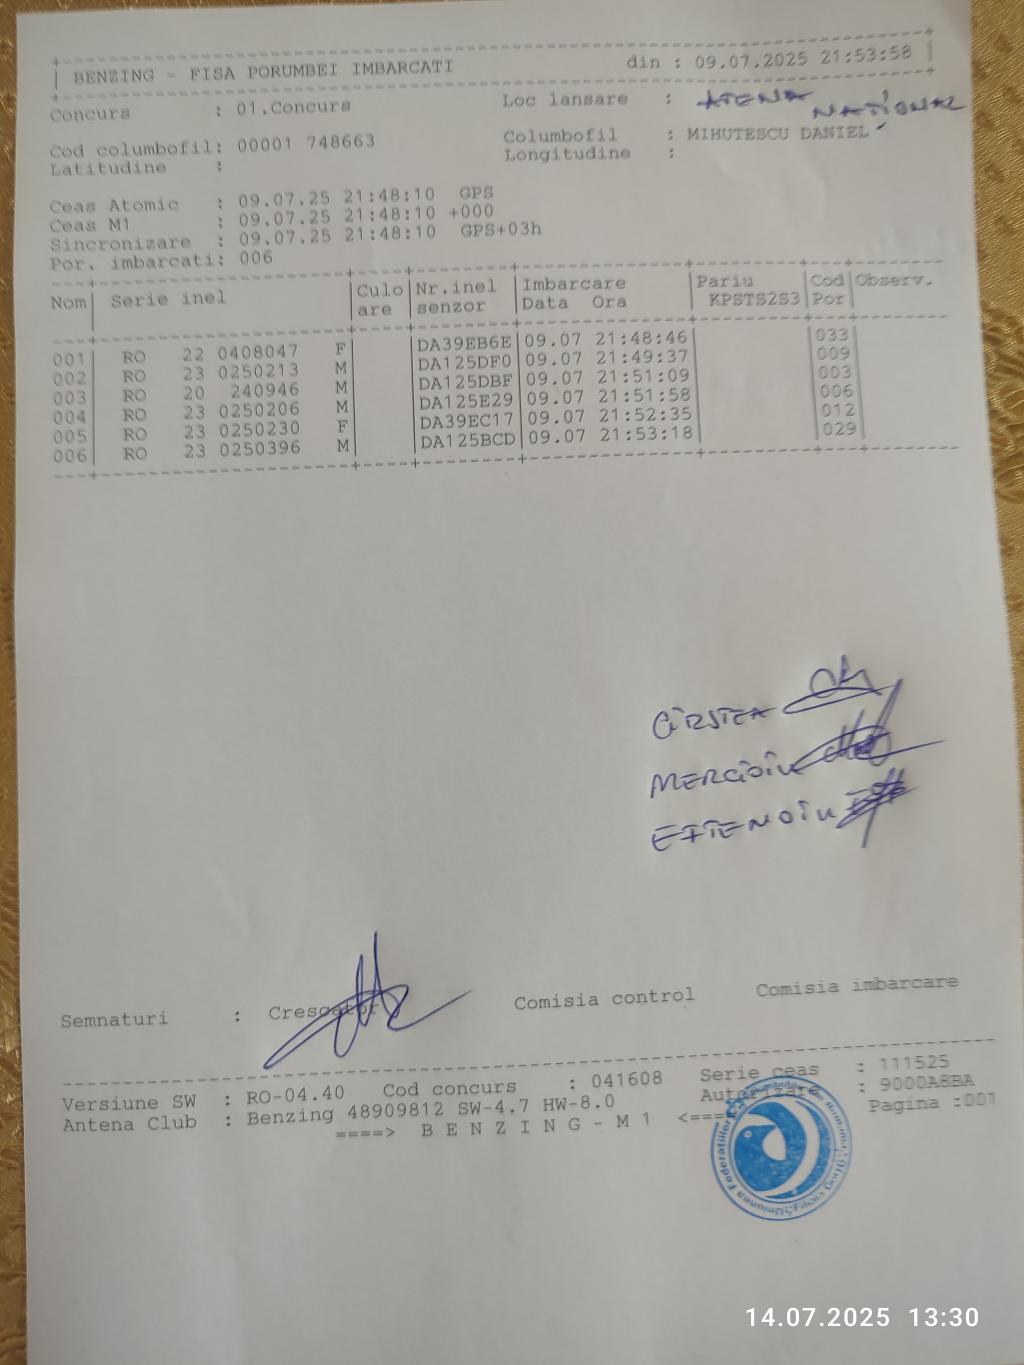 BENZING - FISA PORUMBEI IMBARCATI din : 09.07.2025 21:53:58
Concurs : 01.Concurs Loc lansare : ATENA NAȚIONAL
Cod columbofil: 00001 748663 Columbofil : MIHUTESCU DANIEL
Latitudine : Longitudine :
Ceas Atomic : 09.07.25 21:48:10 GPS
Ceas M1 : 09.07.25 21:48:10 +000
Sincronizare : 09.07.25 21:48:10 GPS+03h
Por. imbarcati: 006
Nom| Serie inel |Culo|Nr.inel|Imbarcare |Pariu |Cod|Observ.
| |are |senzor |Data Ora | KPSTS2S3|Por|
001| RO 22 0408047 F| |DA39EB6E|09.07 21:48:46| |033|
002| RO 23 0250213 M| |DA125DF0|09.07 21:49:37| |009|
003| RO 20 240946 M| |DA125DBF|09.07 21:51:09| |003|
004| RO 23 0250206 M| |DA125E29|09.07 21:51:58| |006|
005| RO 23 0250230 F| |DA39EC17|09.07 21:52:35| |012|
006| RO 23 0250396 M| |DA125BCD|09.07 21:53:18| |029|
CÎRSTEA
MERGIOIU
EFTENOIU
Semnaturi : Crescator Comisia control Comisia imbarcare
Versiune SW : RO-04.40 Cod concurs : 041608 Serie ceas : 111525
Antena Club : Benzing 48909812 SW-4.7 HW-8.0 Autorizare : 9000A8BA
====> B E N Z I N G - M 1 <==== Pagina :001
14.07.2025 13:30